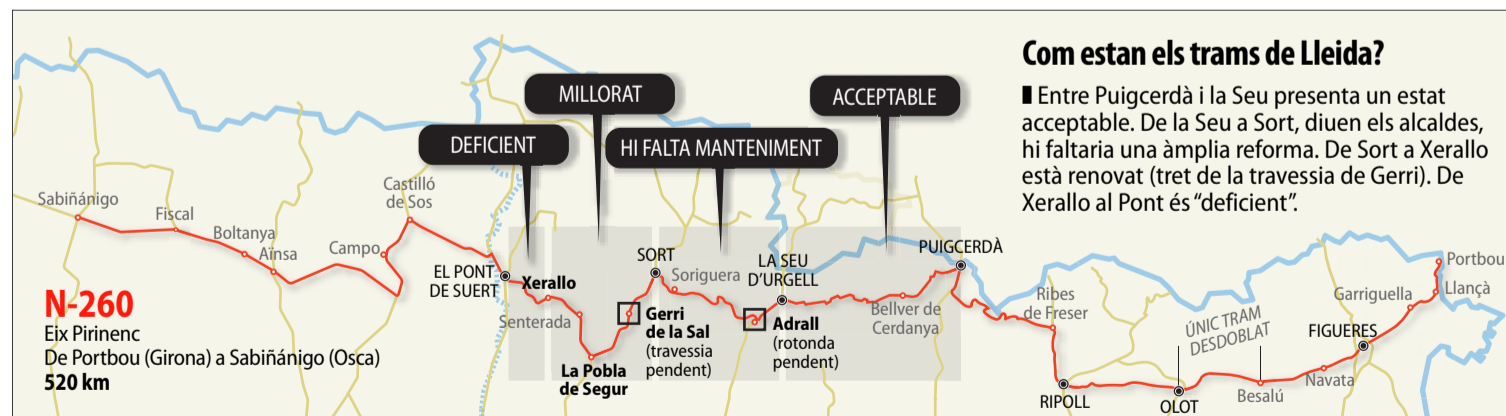 Com estan els trams de Lleida?
Entre Puigcerdà i la Seu presenta un estat
acceptable. De la Seu a Sort, diuen els alcaldes,
hi faltaria una àmplia reforma. De Sort a Xerallo
està renovat (tret de la travessia de Gerri). De
Xerallo al Pont és “deficient”.
MILLORAT
ACCEPTABLE
DEFICIENT
HI FALTA MANTENIMENT
Sabiñánigo
Fiscal
Boltanya
Aïnsa
Campo
Castilló
de Sos
EL PONT
DE SUERT
Xerallo
Senterada
La Pobla
de Segur
Gerri
de la Sal
(travessia
pendent)
SORT
Soriguera
Adrall
(rotonda
pendent)
LA SEU
D’URGELL
Bellver de
Cerdanya
PUIGCERDÀ
Ribes
de Freser
RIPOLL
OLOT
ÚNIC TRAM
DESDOBLAT
Besalú
Navata
FIGUERES
Garriguella
Llançà
Portbou
N-260
Eix Pirinenc
De Portbou (Girona) a Sabiñánigo (Osca)
520 km